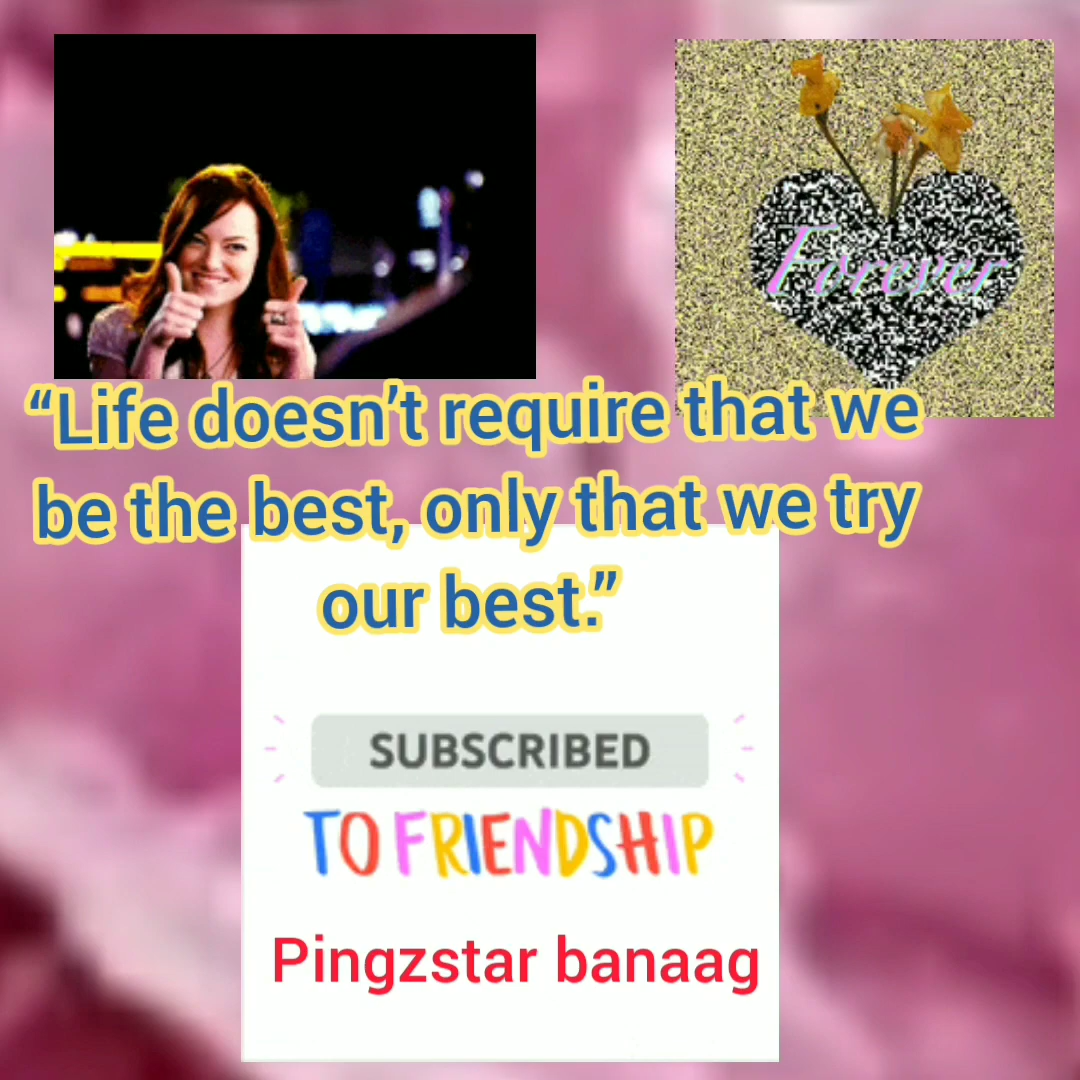 Forever
“Life doesn’t require that we
be the best, only that we try
our best.”
SUBSCRIBED
TO FRIENDSHIP
Pingzstar banaag